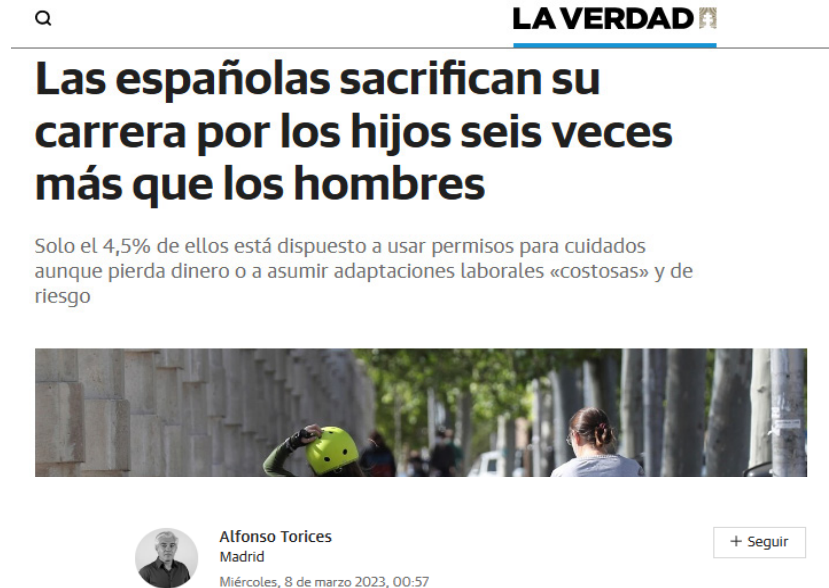 LA VERDAD
Las españolas sacrifican su
carrera por los hijos seis veces
más que los hombres
Solo el 4,5% de ellos está dispuesto a usar permisos para cuidados
aunque pierda dinero o a asumir adaptaciones laborales «costosas» y de
riesgo
Alfonso Torices
Madrid
Miércoles, 8 de marzo 2023, 00:57
+ Seguir